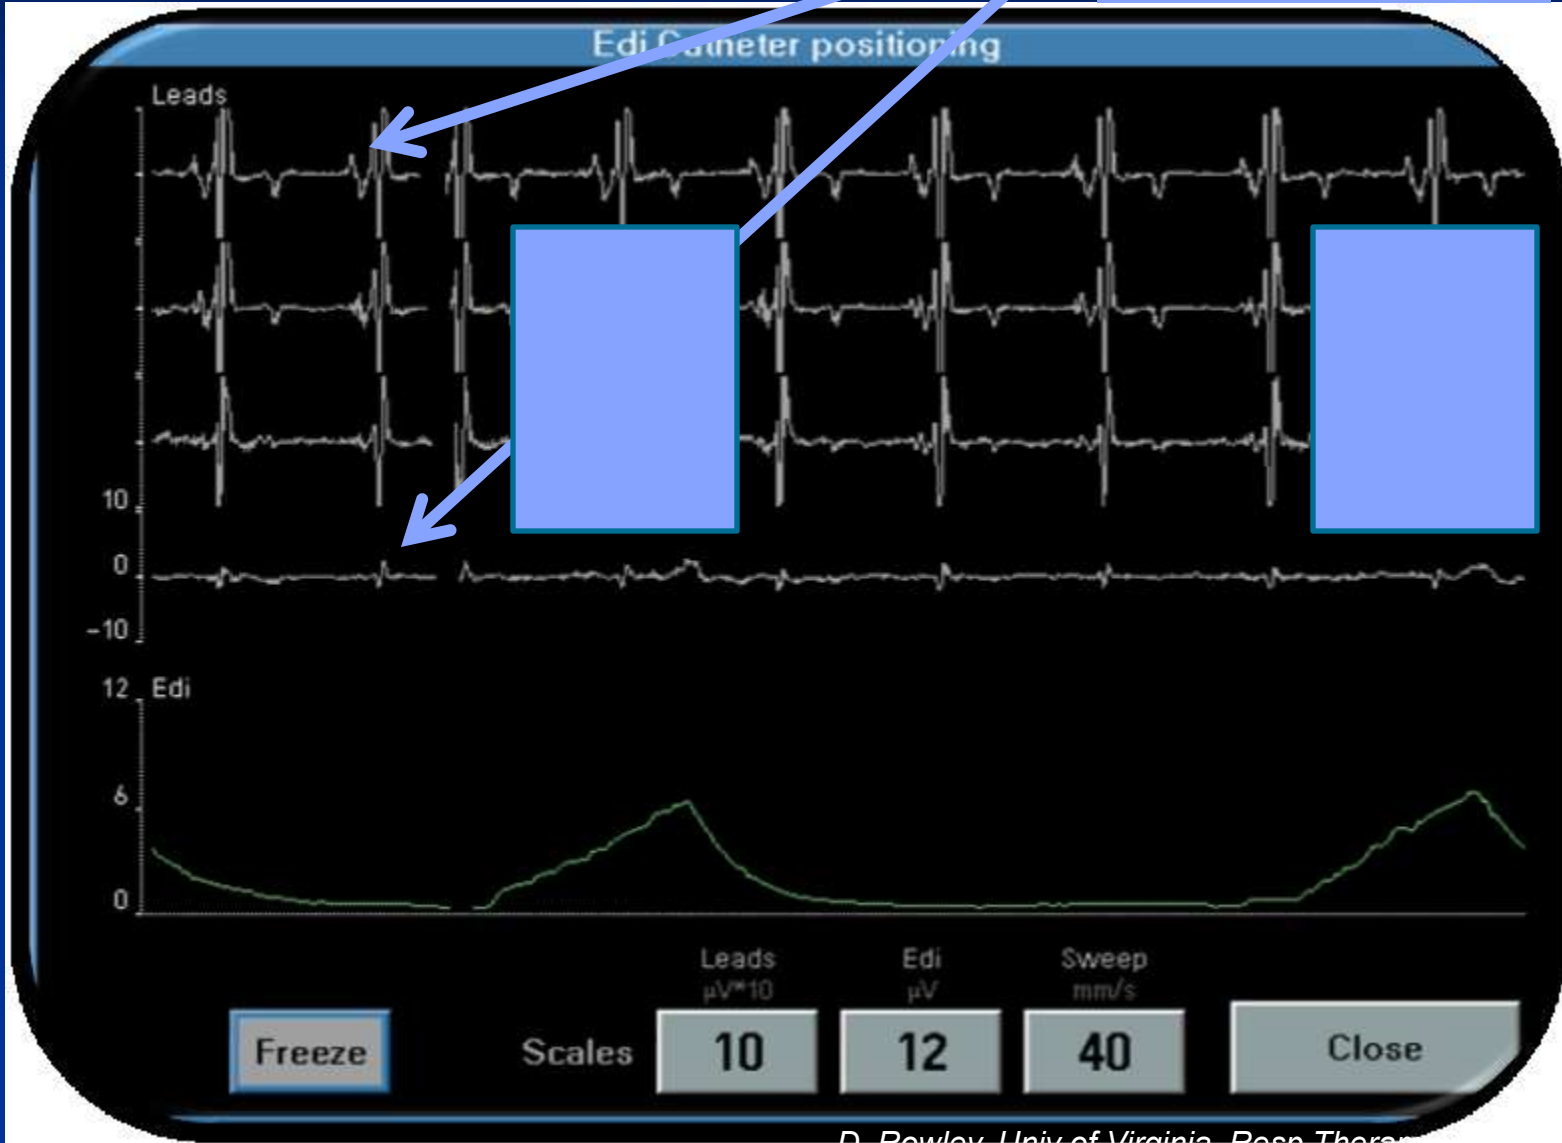 Edi Catheter positioning
Leads
10
0
-10
12 Edi
6
0
Leads Edi Sweep
µV*10 µV mm/s
Freeze Scales 10 12 40 Close
D. Rowley, Univ of Virginia, Resp